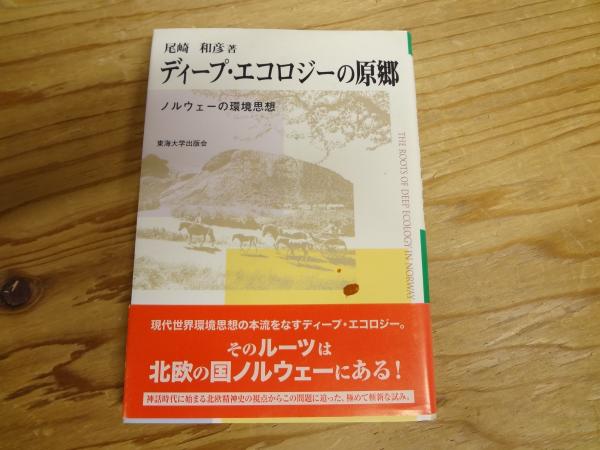 尾崎 和彦 著
ディープ・エコロジーの原郷
ノルウェーの環境思想
東海大学出版会
THE ROOTS OF DEEP ECOLOGY IN NORWAY
現代世界環境思想の本流をなすディープ・エコロジー。
そのルーツは
北欧の国ノルウェーにある!
神話時代に始まる北欧精神史の視点からこの問題に迫った、極めて斬新な試み。